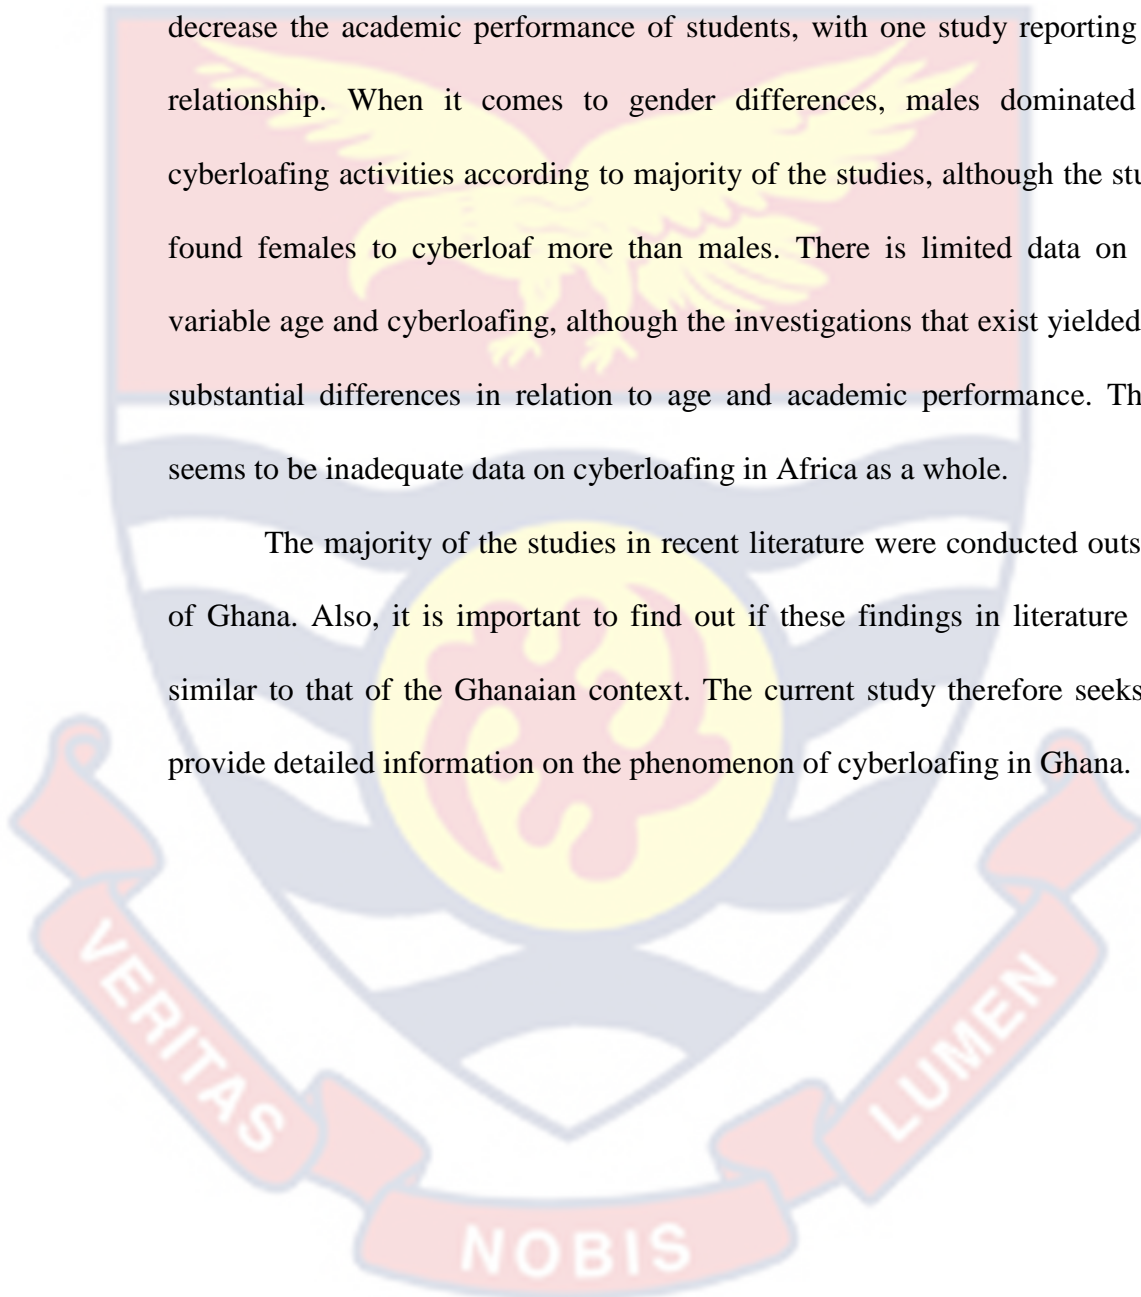 decrease the academic performance of students, with one study reporting
relationship. When it comes to gender differences, males dominated
cyberloafing activities according to majority of the studies, although the
found females to cyberloaf more than males. There is limited data on
variable age and cyberloafing, although the investigations that exist yielded
substantial differences in relation to age and academic performance.
seems to be inadequate data on cyberloafing in Africa as a whole.
The majority of the studies in recent literature were conducted
of Ghana. Also, it is important to find out if these findings in literature
similar to that of the Ghanaian context. The current study therefore seeks
provide detailed information on the phenomenon of cyberloafing in Ghana.
VERITAS
NOBIS
LUMEN